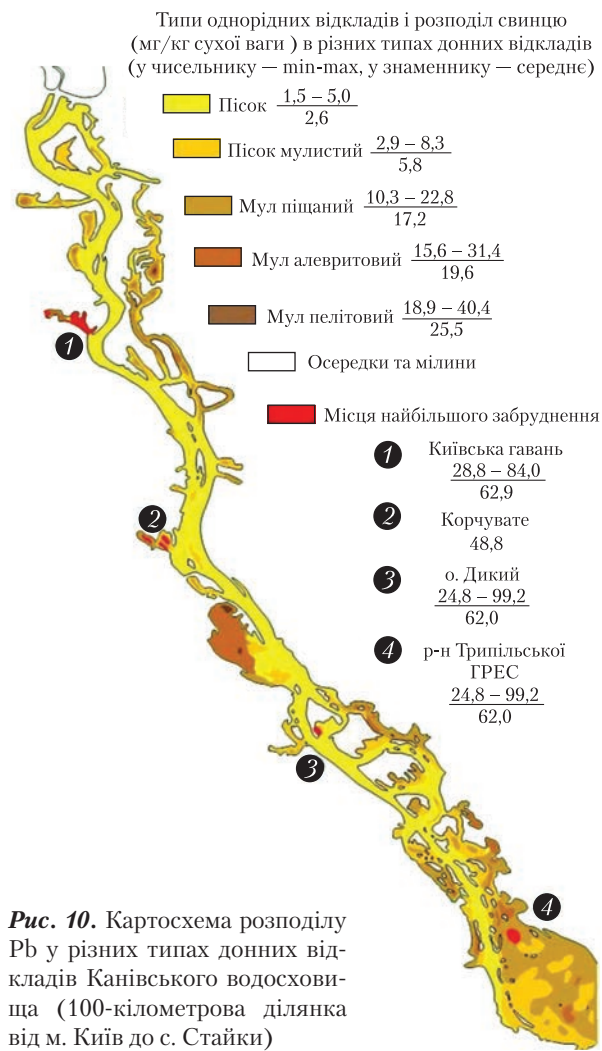 Типи однорідних відкладів і розподіл свинцю
(мг/кг сухої ваги ) в різних типах донних відкладів
(у чисельнику — min-max, у знаменнику — середнє)
Пісок 1,5 – 5,0
2,6
Пісок мулистий 2,9 – 8,3
5,8
Мул піщаний 10,3 – 22,8
17,2
Мул алевритовий 15,6 – 31,4
19,6
Мул пелітовий 18,9 – 40,4
25,5
Осередки та мілини
Місця найбільшого забруднення
1 Київська гавань
28,8 – 84,0
62,9
2 Корчувате
48,8
3 о. Дикий
24,8 – 99,2
62,0
4 р-н Трипільської
ГРЕС
24,8 – 99,2
62,0
1
2
3
4
Рис. 10. Картосхема розподілу
Pb у різних типах донних від-
кладів Канівського водосхови-
ща (100-кілометрова ділянка
від м. Київ до с. Стайки)